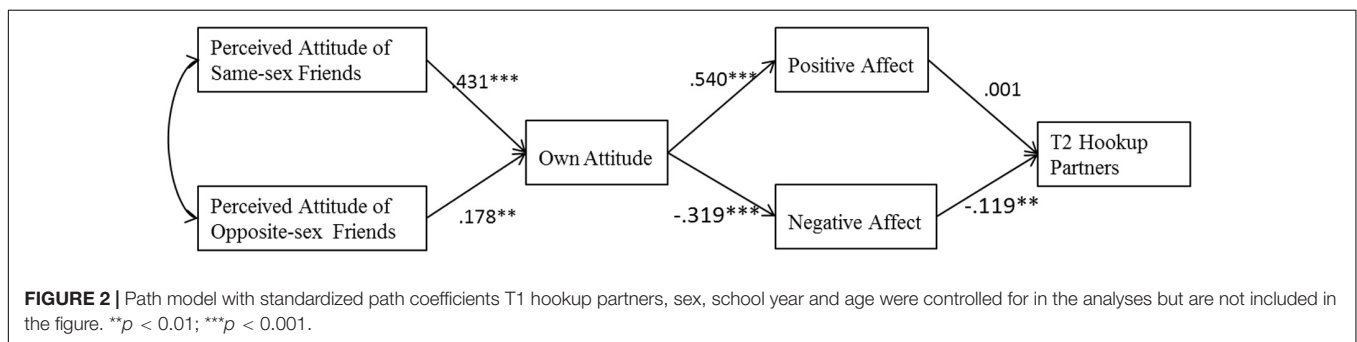 Perceived Attitude of
Same-sex Friends
.431***
Perceived Attitude of
Opposite-sex Friends
.178**
Own Attitude
.540***
-.319***
Positive Affect
Negative Affect
.001
-.119**
T2 Hookup
Partners
FIGURE 2 | Path model with standardized path coefficients T1 hookup partners, sex, school year and age were controlled for in the analyses but are not included in
the figure. **p < 0.01; ***p < 0.001.